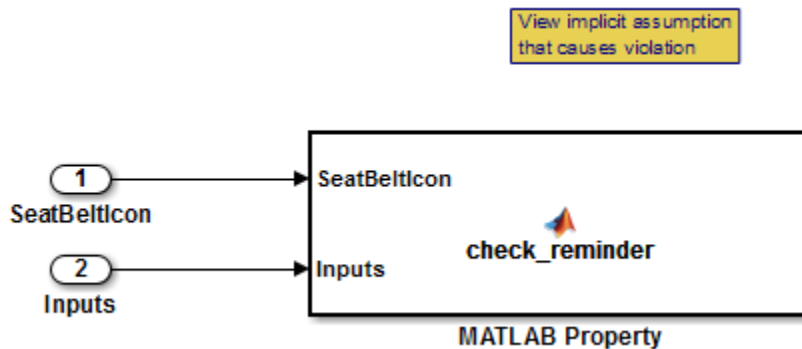 View implicit assumption
that causes violation
1
SeatBeltIcon
SeatBeltIcon
check_reminder
2
Inputs
Inputs
MATLAB Property